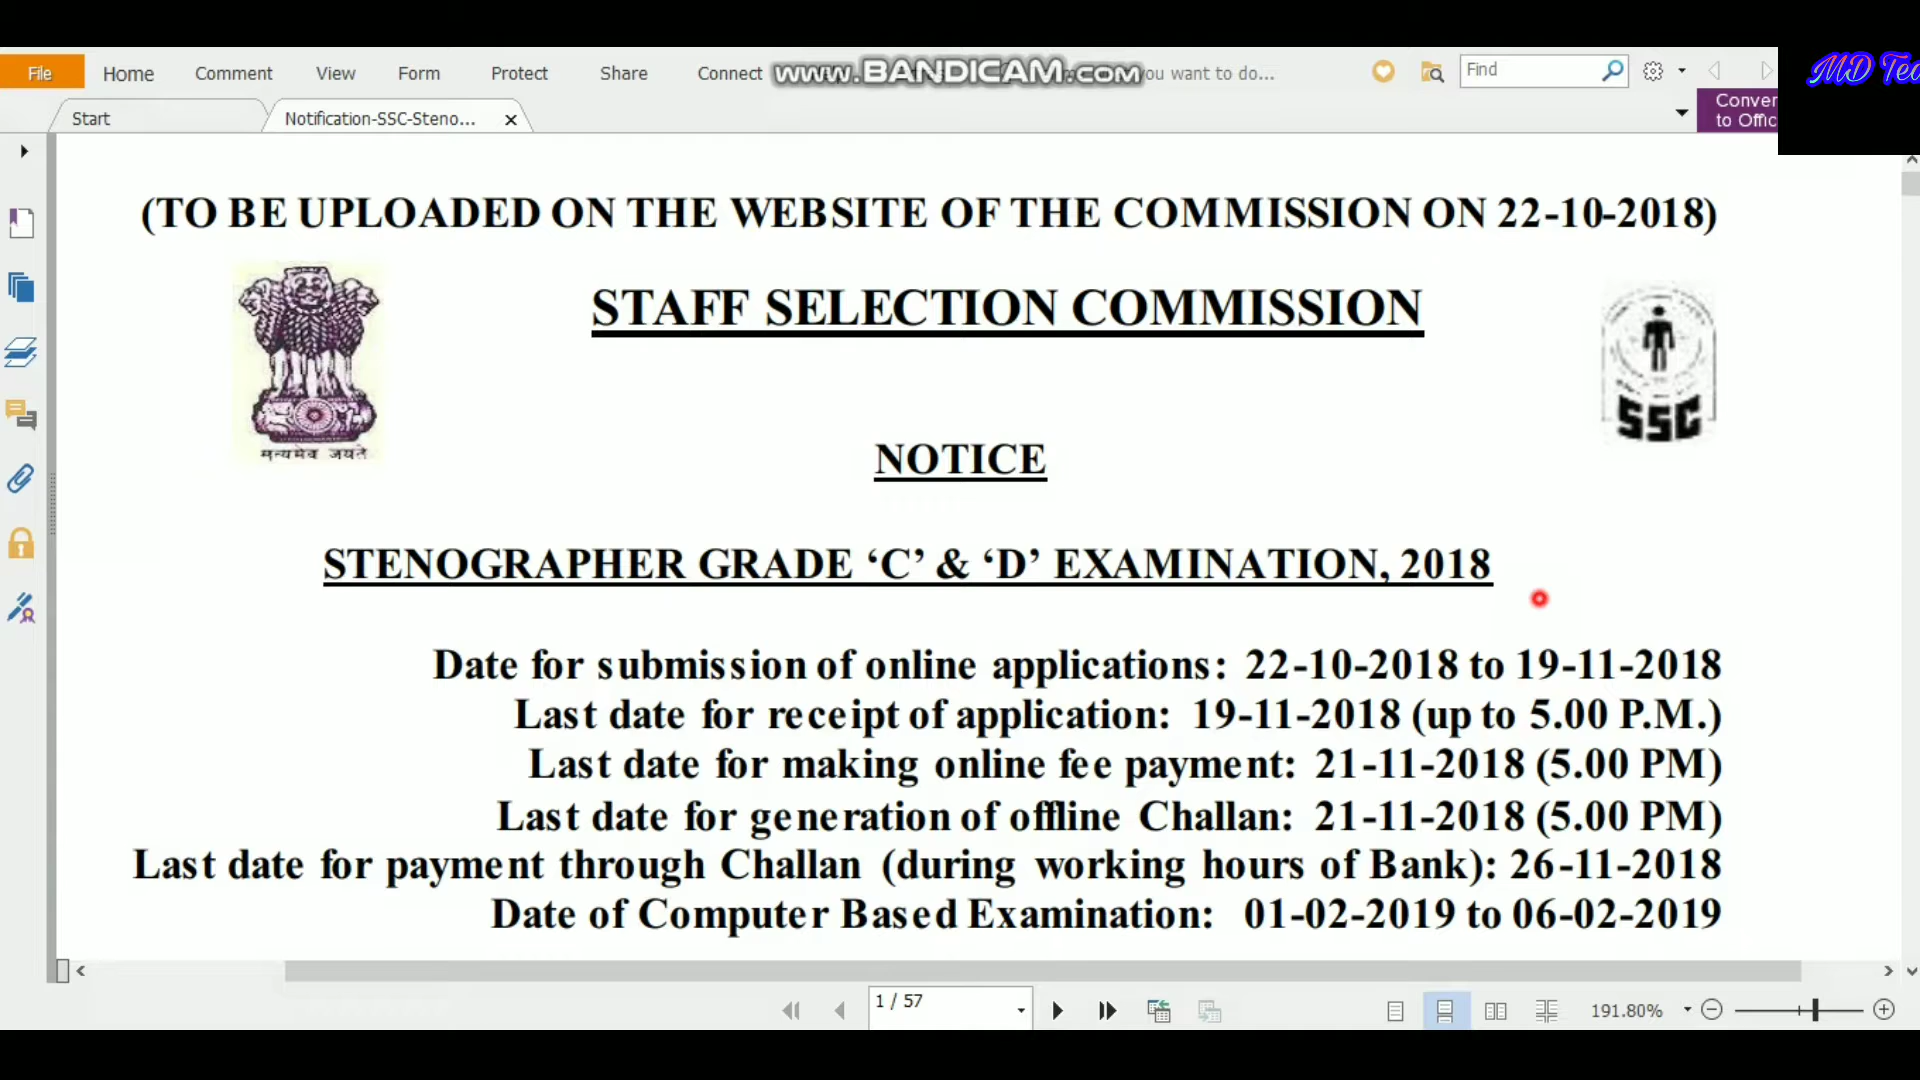 www.BANDICAM.com
MD Tec
File Home Comment View Form Protect Share Connect you want to do... Find
Start Notification-SSC-Steno...
Conver
to Offic
(TO BE UPLOADED ON THE WEBSITE OF THE COMMISSION ON 22-10-2018)
STAFF SELECTION COMMISSION
सत्यमेव जयते
SSC
NOTICE
STENOGRAPHER GRADE ‘C’ & ‘D’ EXAMINATION, 2018
Date for submission of online applications: 22-10-2018 to 19-11-2018
Last date for receipt of application: 19-11-2018 (up to 5.00 P.M.)
Last date for making online fee payment: 21-11-2018 (5.00 PM)
Last date for generation of offline Challan: 21-11-2018 (5.00 PM)
Last date for payment through Challan (during working hours of Bank): 26-11-2018
Date of Computer Based Examination: 01-02-2019 to 06-02-2019
1 / 57
191.80%